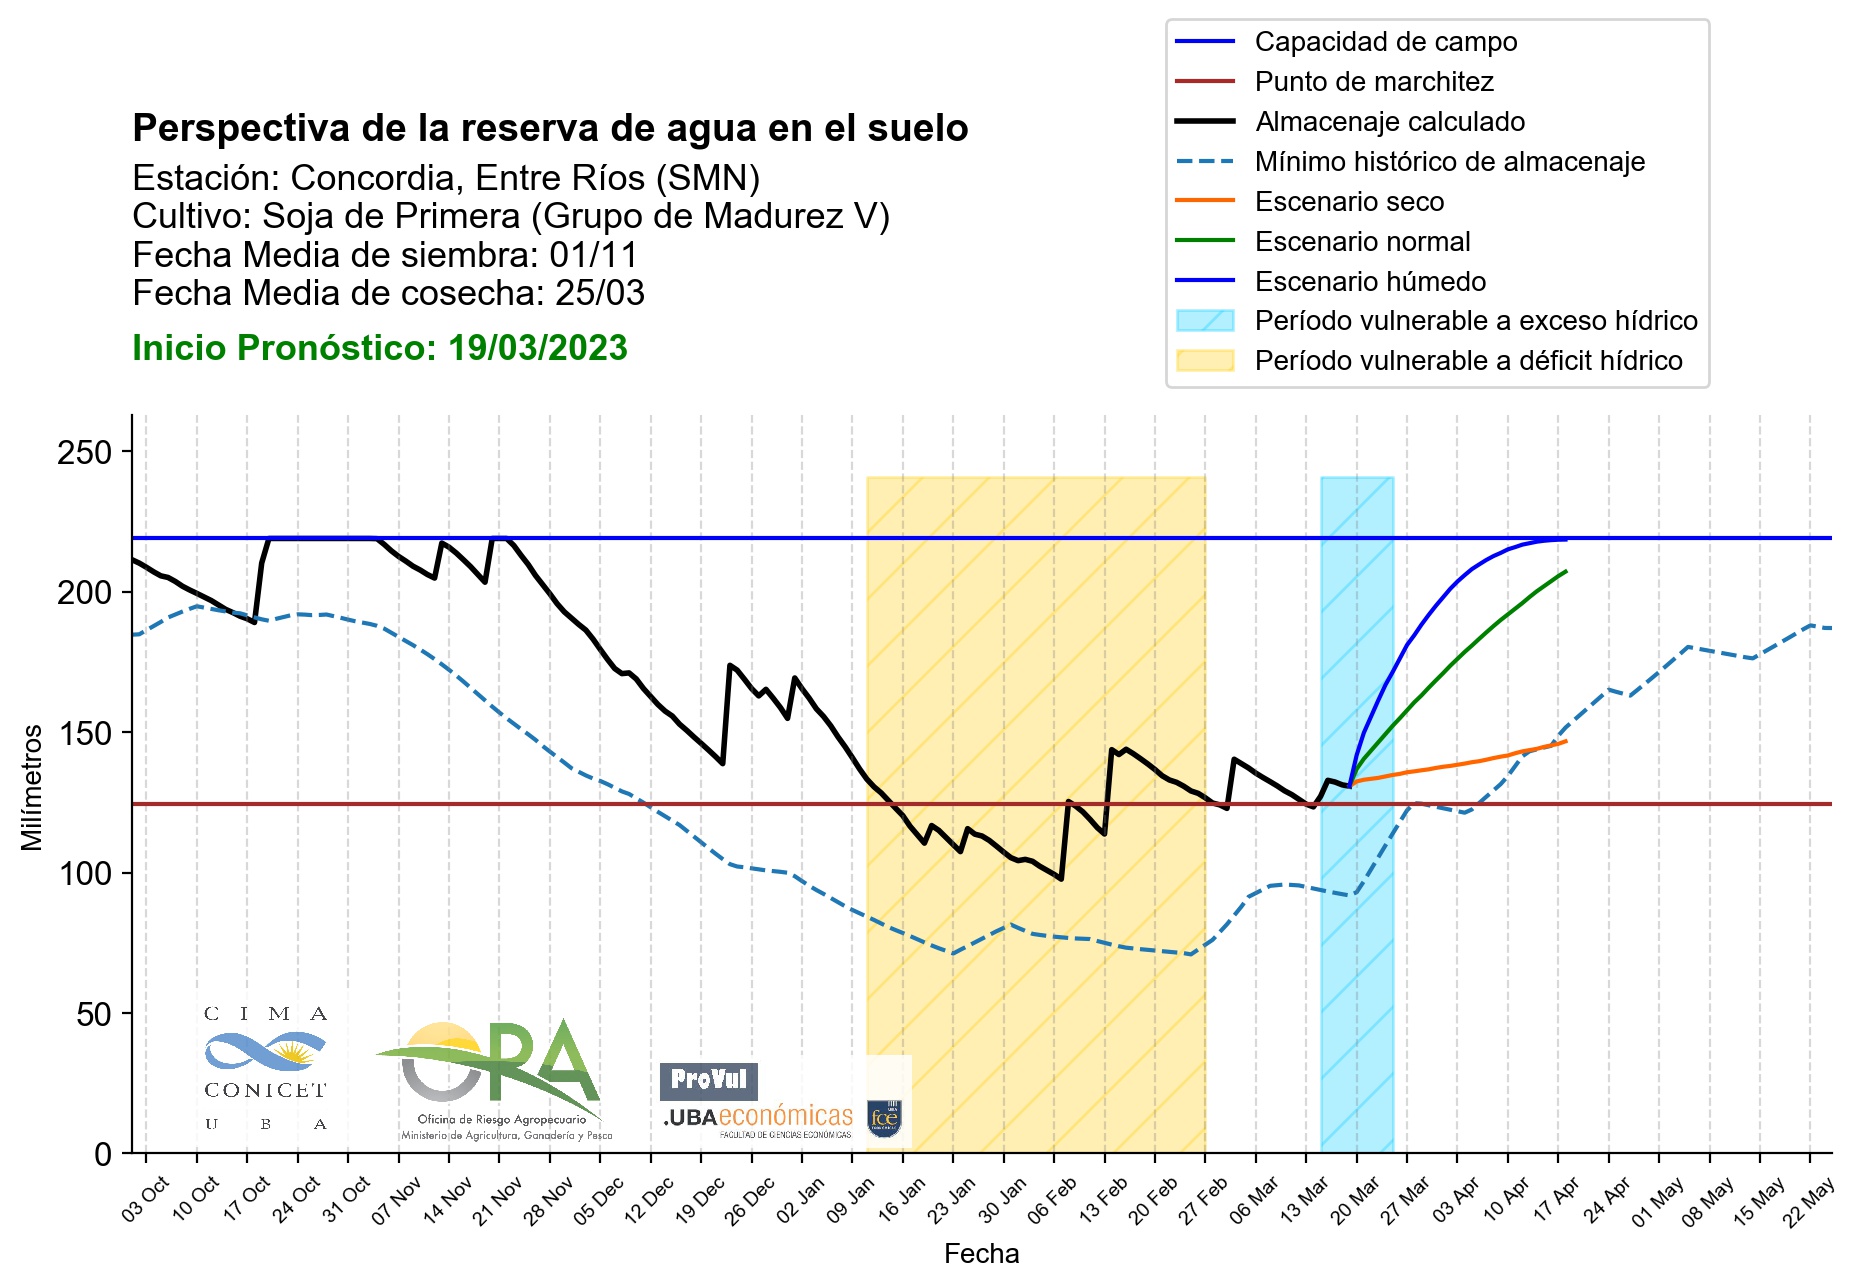 Capacidad de campo
Punto de marchitez
Almacenaje calculado
Mínimo histórico de almacenaje
Escenario seco
Escenario normal
Escenario húmedo
Período vulnerable a exceso hídrico
Período vulnerable a déficit hídrico
Perspectiva de la reserva de agua en el suelo
Estación: Concordia, Entre Ríos (SMN)
Cultivo: Soja de Primera (Grupo de Madurez V)
Fecha Media de siembra: 01/11
Fecha Media de cosecha: 25/03
Inicio Pronóstico: 19/03/2023
Milímetros
250
200
150
100
50
0
C I M A
CONICET
U B A
ORA
Oficina de Riesgo Agropecuario
Ministerio de Agricultura, Ganadería y Pesca
ProVul
.UBAeconómicas
FACULTAD DE CIENCIAS ECONÓMICAS
UBA
fce
ECONÓMICAS
03 Oct
10 Oct
17 Oct
24 Oct
31 Oct
07 Nov
14 Nov
21 Nov
28 Nov
05 Dec
12 Dec
19 Dec
26 Dec
02 Jan
09 Jan
16 Jan
23 Jan
30 Jan
06 Feb
13 Feb
20 Feb
27 Feb
06 Mar
13 Mar
20 Mar
27 Mar
03 Apr
10 Apr
17 Apr
24 Apr
01 May
08 May
15 May
22 May
Fecha